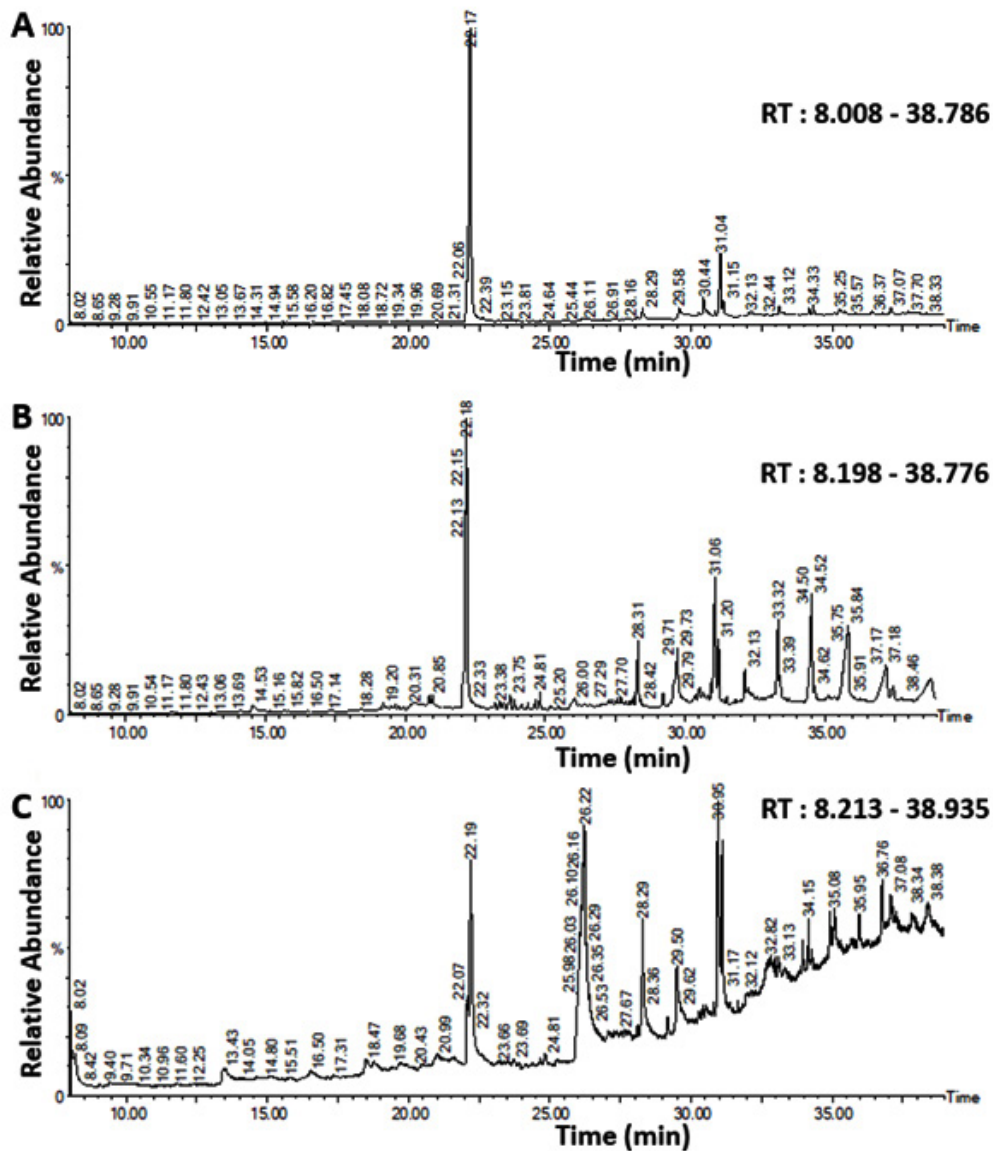 A
100
Relative Abundance
%
0
RT : 8.008 - 38.786
8.02 8.65 9.28 9.91 10.55 11.17 11.80 12.42 13.05 13.67 14.31 14.94 15.58 16.20 16.82 17.45 18.08 18.72 19.34 19.96 20.69 21.31 22.06 22.17 22.39 23.15 23.81 24.64 25.44 26.11 26.91 28.16 28.29 29.58 30.44 31.04 31.15 32.13 32.44 33.12 34.33 35.25 35.57 36.37 37.07 37.70 38.33
10.00 15.00 20.00 25.00 30.00 35.00 Time
Time (min)
B
100
Relative Abundance
%
0
RT : 8.198 - 38.776
8.02 8.65 9.28 9.91 10.54 11.17 11.80 12.43 13.06 13.69 14.53 15.16 15.82 16.50 17.14 18.28 19.20 20.31 20.85 22.13 22.15 22.18 22.33 23.38 23.75 24.81 25.20 26.00 27.29 27.70 28.31 28.42 29.71 29.73 29.79 31.06 31.20 32.13 33.32 33.39 34.50 34.52 34.62 35.75 35.84 35.91 37.17 37.18 38.46
10.00 15.00 20.00 25.00 30.00 35.00 Time
Time (min)
C
100
Relative Abundance
%
0
RT : 8.213 - 38.935
8.02 8.09 8.42 9.40 9.71 10.34 10.96 11.60 12.25 13.43 14.05 14.80 15.51 16.50 17.31 18.47 19.68 20.43 20.99 22.07 22.19 22.32 23.66 23.69 24.81 25.98 26.03 26.10 26.16 26.22 26.29 26.35 26.53 27.67 28.29 28.36 29.50 29.62 30.95 31.17 32.12 32.82 33.13 34.15 35.08 35.95 36.76 37.08 38.34 38.38
10.00 15.00 20.00 25.00 30.00 35.00 Time
Time (min)